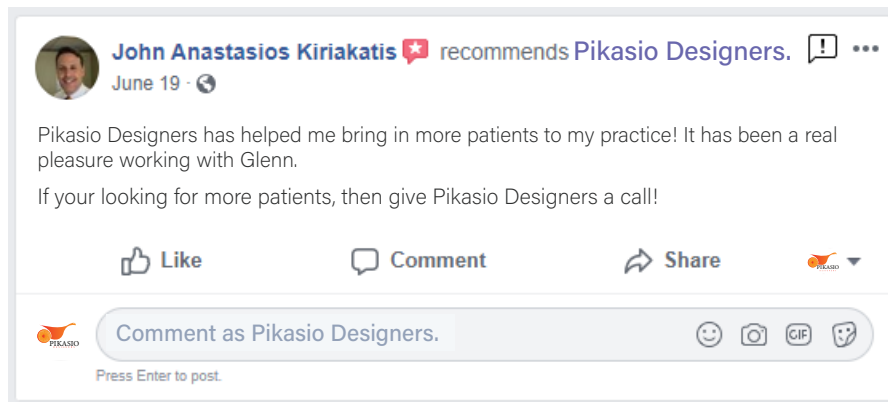 John Anastasios Kiriakatis recommends Pikasio Designers.
June 19 ·
Pikasio Designers has helped me bring in more patients to my practice! It has been a real
pleasure working with Glenn.
If your looking for more patients, then give Pikasio Designers a call!
Like Comment Share PIKASIO
PIKASIO Comment as Pikasio Designers. GIF
Press Enter to post.